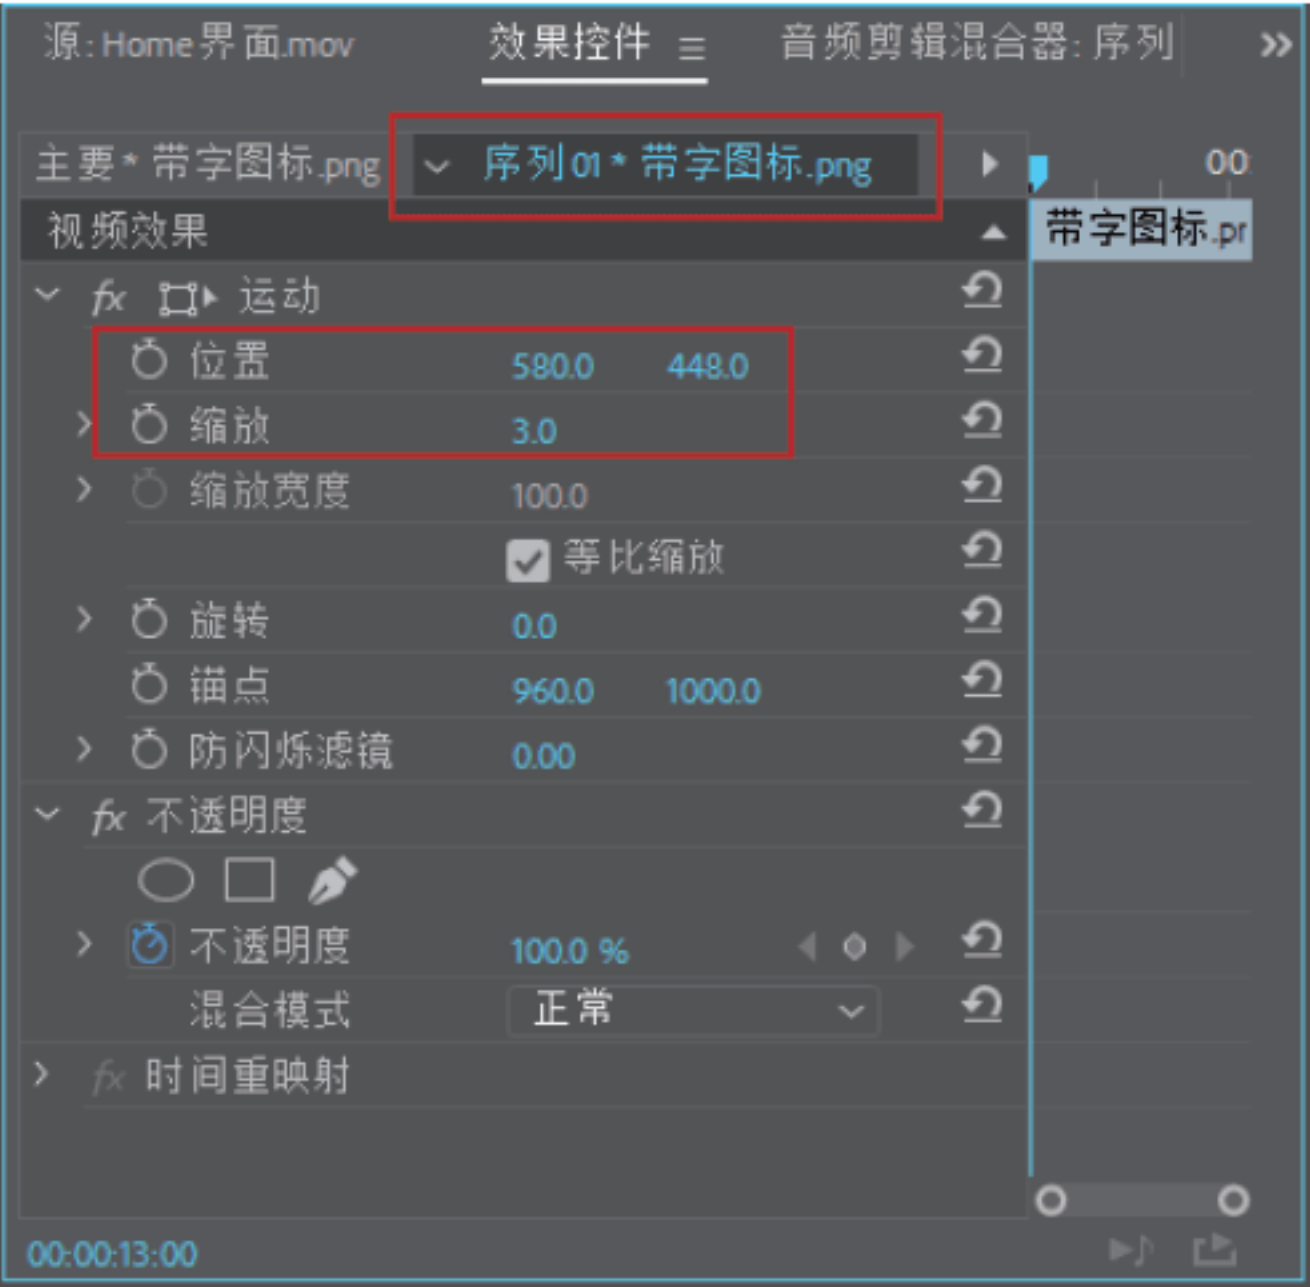 源: Home界面.mov 效果控件 音频剪辑混合器: 序列
主要 * 带字图标.png 序列 01 * 带字图标.png 00:
视频效果 带字图标.pr
fx 运动
位置 580.0 448.0
缩放 3.0
缩放宽度 100.0
等比缩放
旋转 0.0
锚点 960.0 1000.0
防闪烁滤镜 0.00
fx 不透明度
不透明度 100.0 %
混合模式 正常
fx 时间重映射
00:00:13:00